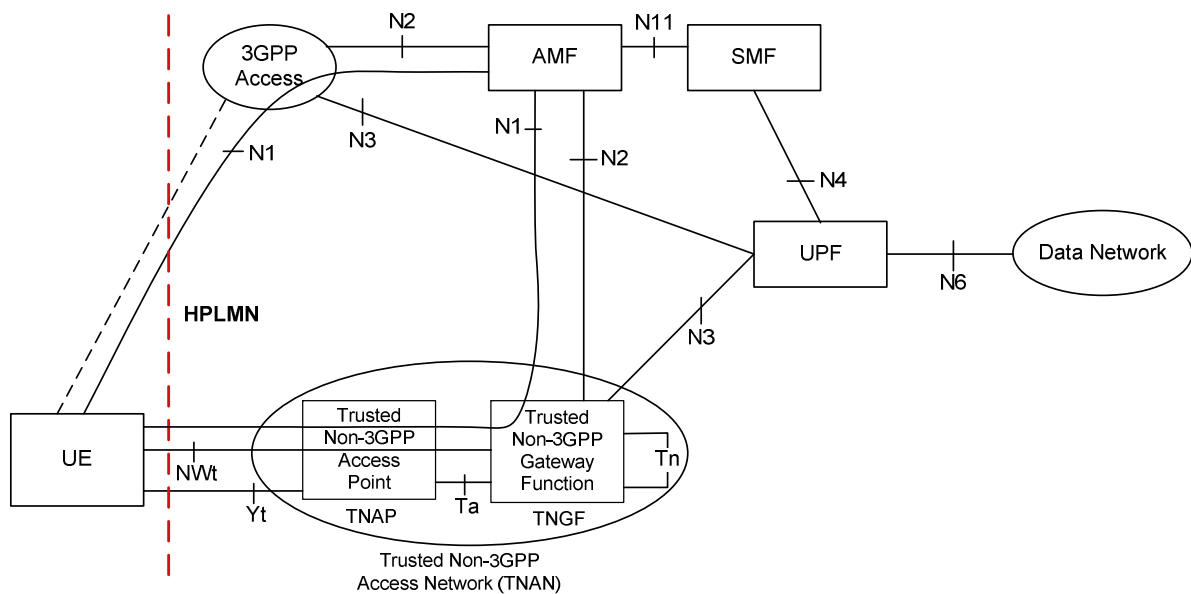 N2
N11
3GPP
Access
AMF
SMF
N1
N3
N1
N2
N4
UPF
Data Network
N6
HPLMN
N3
UE
NWt
Yt
Trusted
Non-3GPP
Access
Point
TNAP
Ta
Trusted
Non-3GPP
Gateway
Function
TNGF
Tn
Trusted Non-3GPP
Access Network (TNAN)